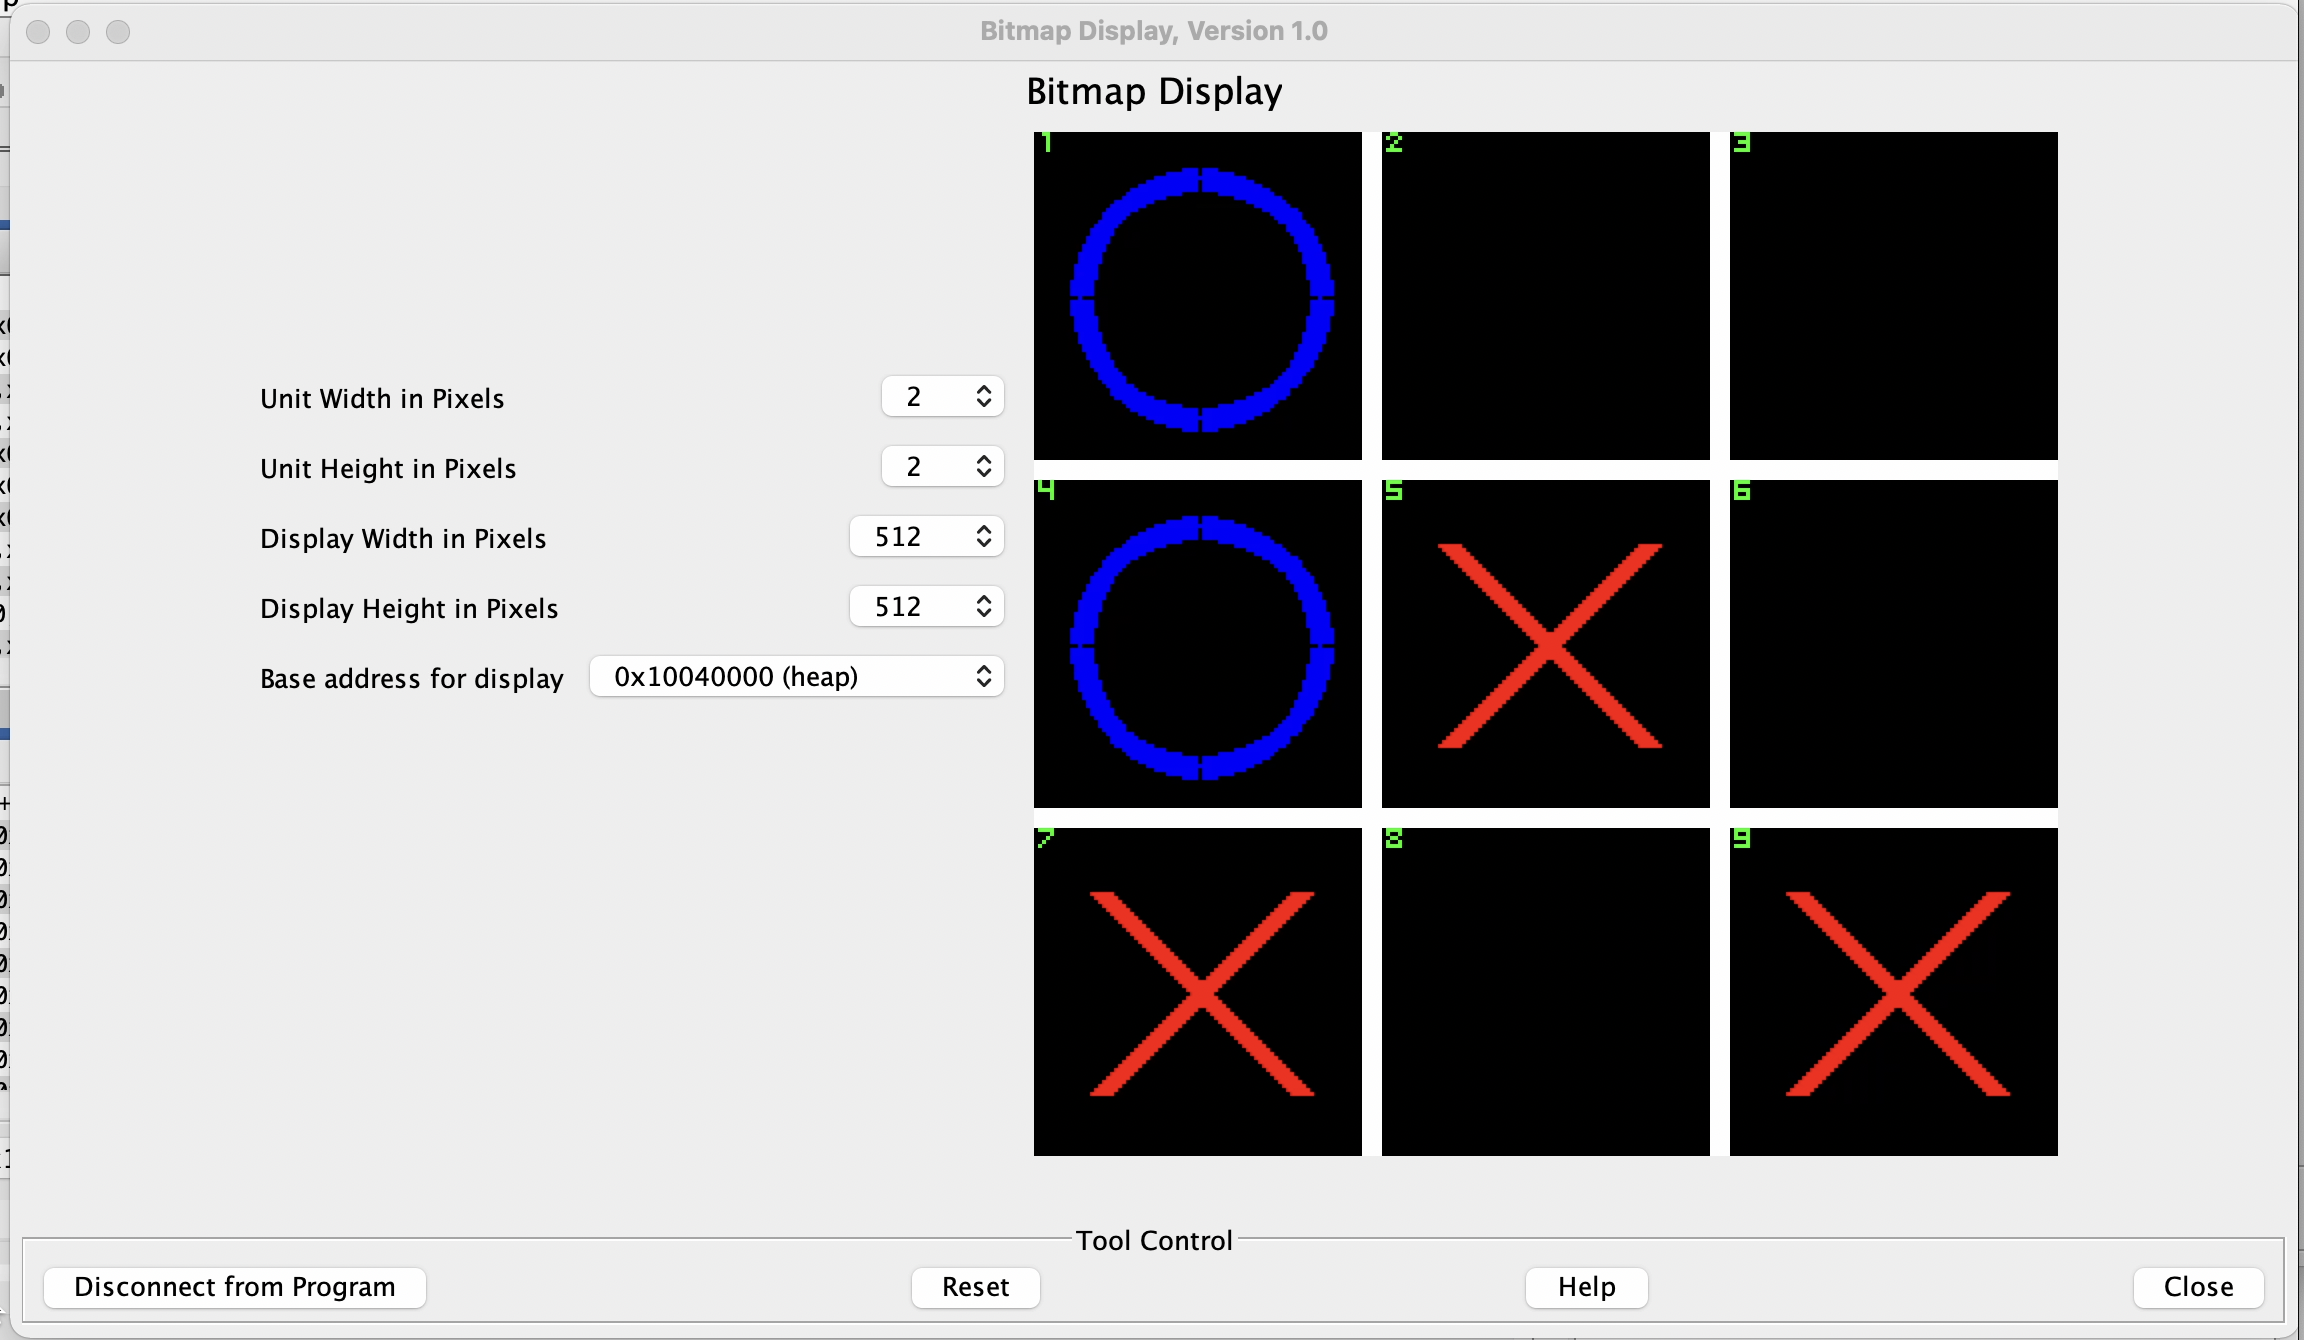 Bitmap Display, Version 1.0
Bitmap Display
1 2 3
Unit Width in Pixels 2
Unit Height in Pixels 2
4 5 6
Display Width in Pixels 512
Display Height in Pixels 512
Base address for display 0x10040000 (heap)
7 8 9
Tool Control
Disconnect from Program Reset Help Close